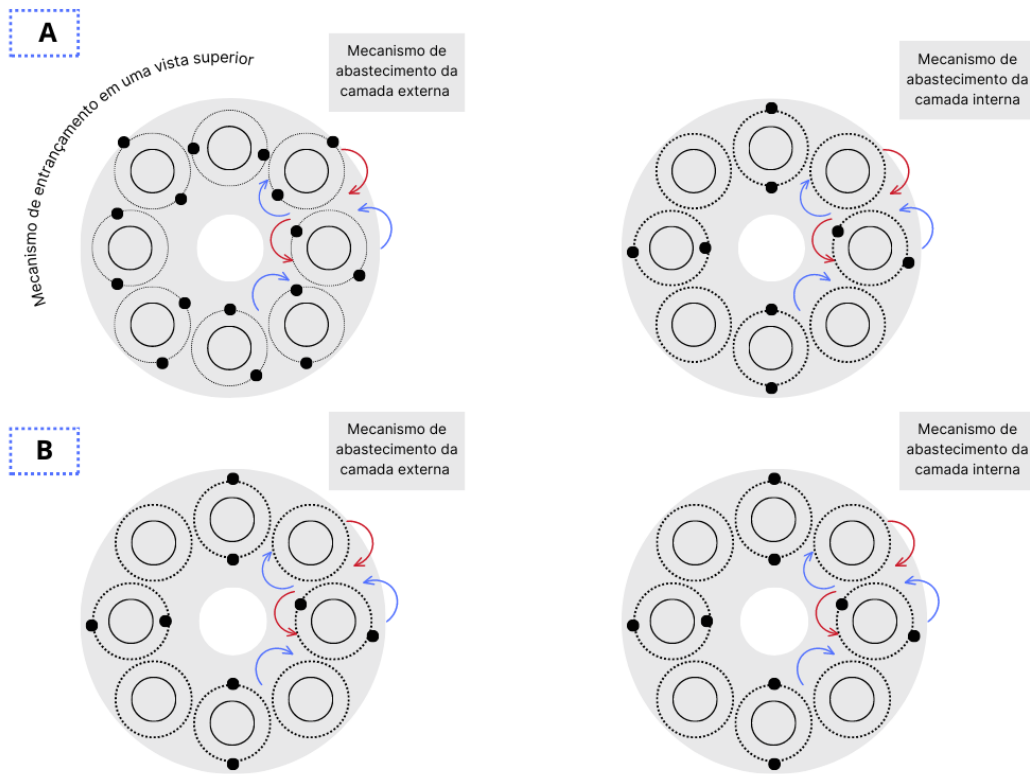 A
Mecanismo de entrançamento em uma vista superior
Mecanismo de
abastecimento da
camada externa
Mecanismo de
abastecimento da
camada interna
B
Mecanismo de
abastecimento da
camada externa
Mecanismo de
abastecimento da
camada interna